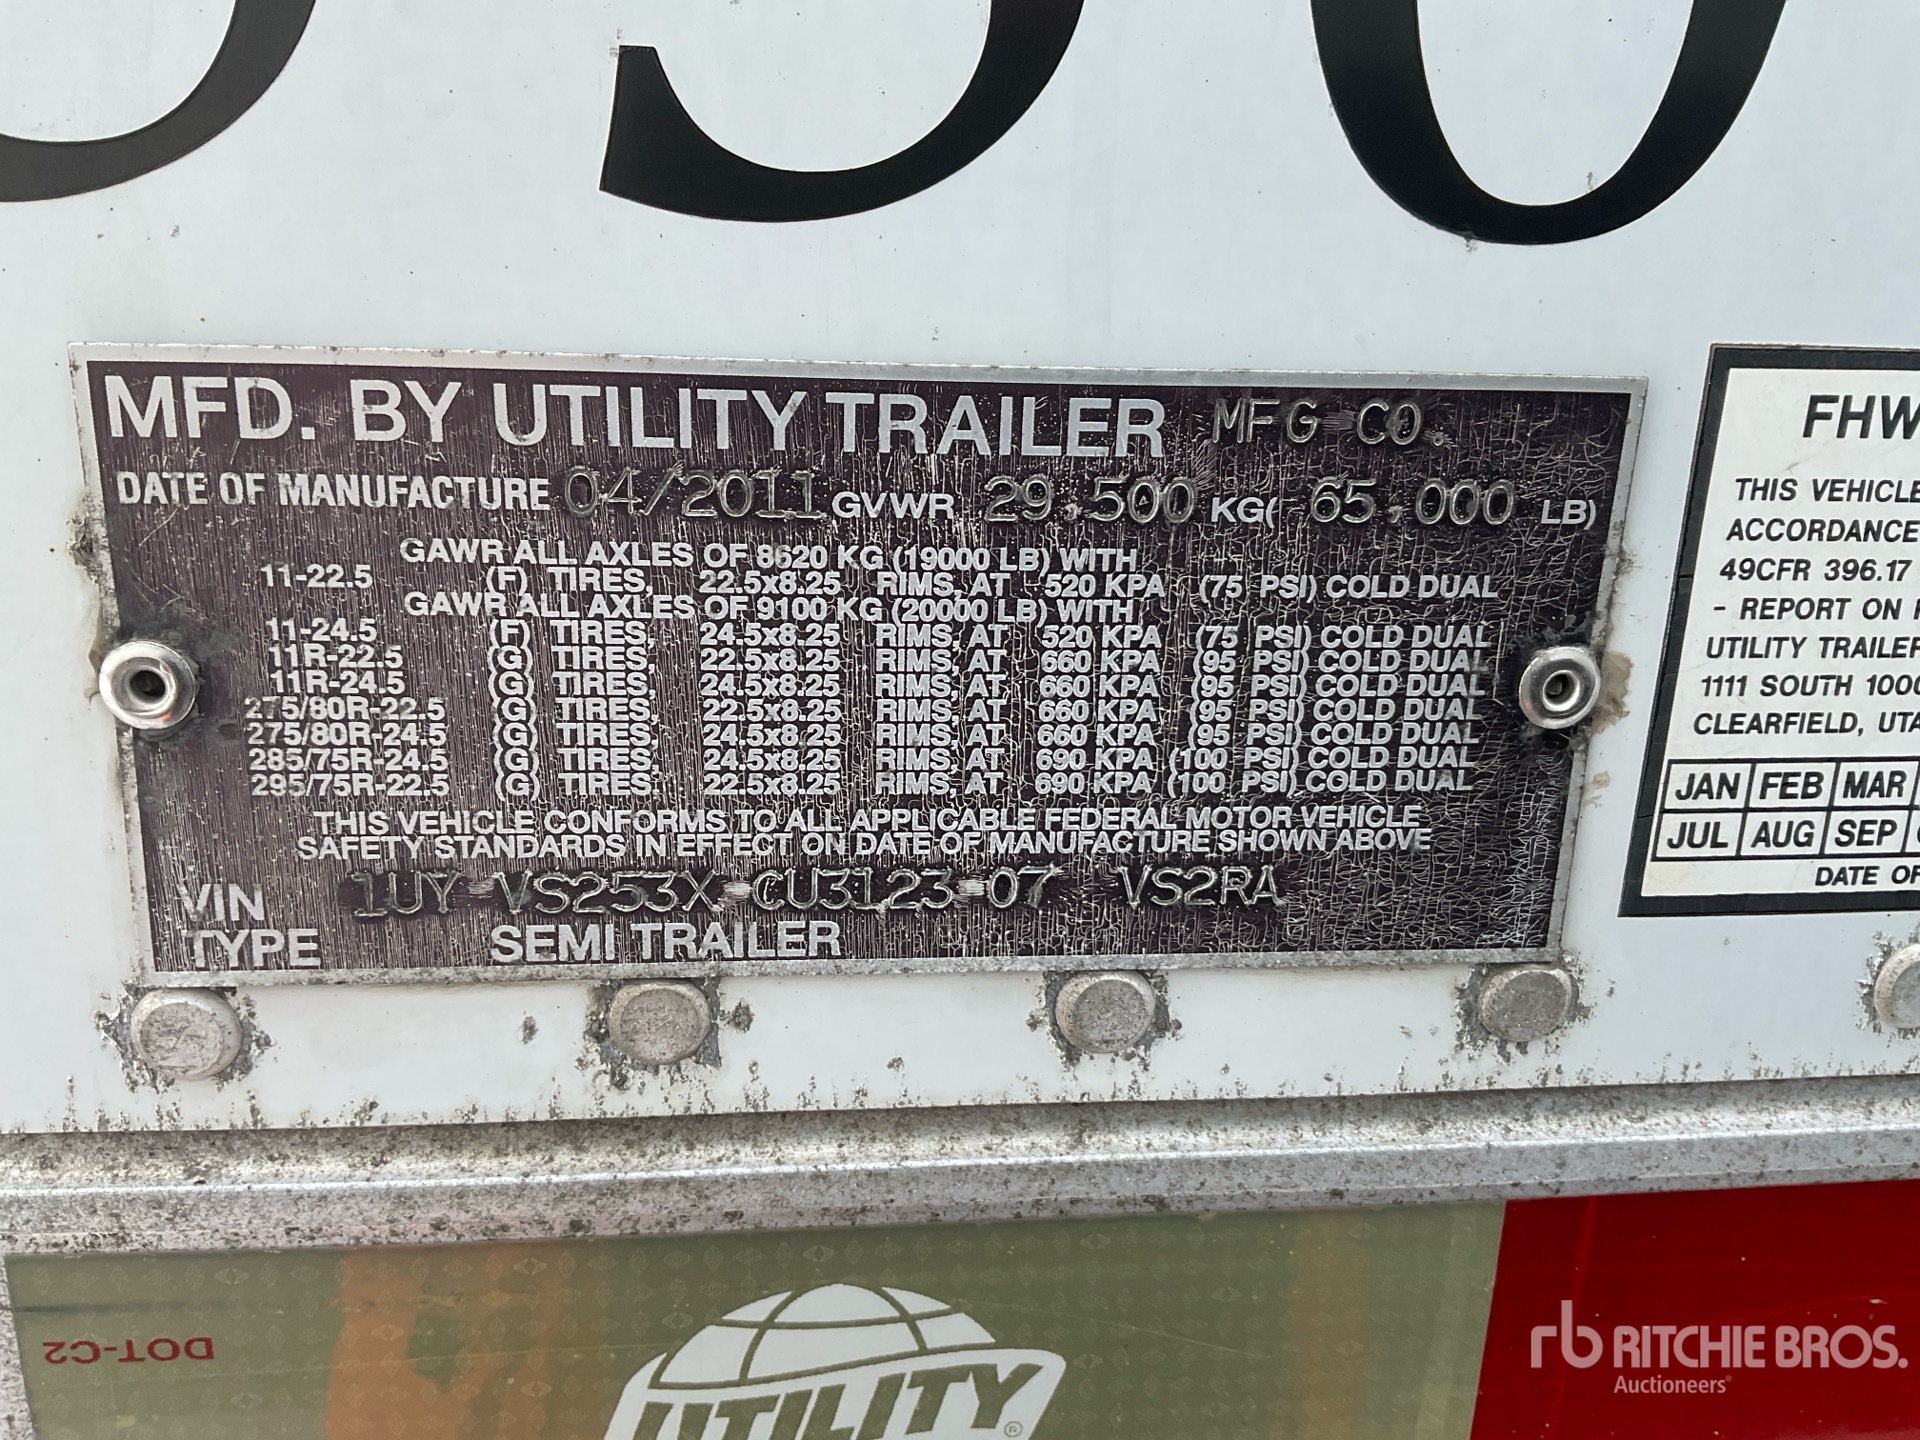 MFD. BY UTILITY TRAILER MFG CO.
DATE OF MANUFACTURE 04/2011 GVWR 29,500 KG( 65,000 LB)
GAWR ALL AXLES OF 8620 KG (19000 LB) WITH
11-22.5 (F) TIRES, 22.5x8.25 RIMS, AT 520 KPA (75 PSI) COLD DUAL
GAWR ALL AXLES OF 9100 KG (20000 LB) WITH
11-24.5 (F) TIRES, 24.5x8.25 RIMS, AT 520 KPA (75 PSI) COLD DUAL
11R-22.5 (G) TIRES, 22.5x8.25 RIMS, AT 660 KPA (95 PSI) COLD DUAL
11R-24.5 (G) TIRES, 24.5x8.25 RIMS, AT 660 KPA (95 PSI) COLD DUAL
275/80R-22.5 (G) TIRES, 22.5x8.25 RIMS, AT 660 KPA (95 PSI) COLD DUAL
275/80R-24.5 (G) TIRES, 24.5x8.25 RIMS, AT 660 KPA (95 PSI) COLD DUAL
285/75R-24.5 (G) TIRES, 24.5x8.25 RIMS, AT 690 KPA (100 PSI) COLD DUAL
295/75R-22.5 (G) TIRES, 22.5x8.25 RIMS, AT 690 KPA (100 PSI) COLD DUAL
THIS VEHICLE CONFORMS TO ALL APPLICABLE FEDERAL MOTOR VEHICLE
SAFETY STANDARDS IN EFFECT ON DATE OF MANUFACTURE SHOWN ABOVE
VIN 1UY VS253X CU3123 07 VS2RA
TYPE SEMI TRAILER
FHW
THIS VEHICLE
ACCORDANCE
49CFR 396.17
- REPORT ON
UTILITY TRAILER
1111 SOUTH 1000
CLEARFIELD, UTA
JAN FEB MAR
JUL AUG SEP
DATE OF
DOT-C2
UTILITY®
rb RITCHIE BROS.
Auctioneers®